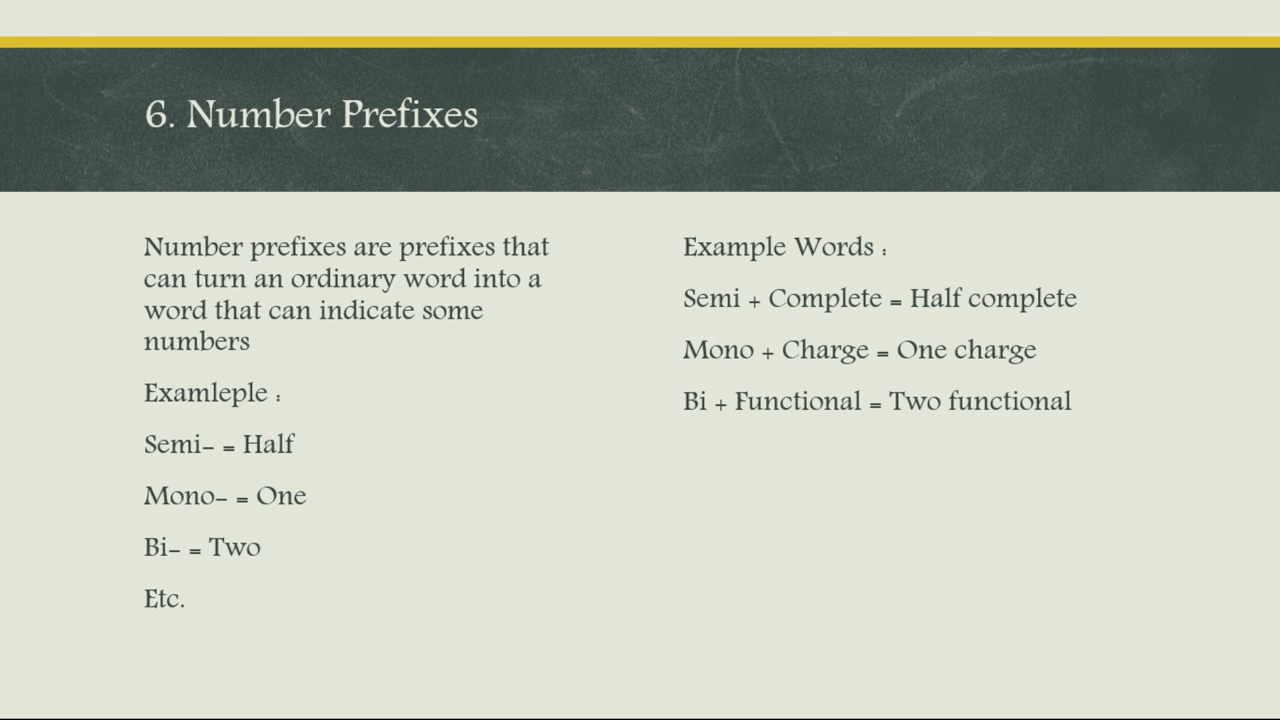 6. Number Prefixes
Number prefixes are prefixes that
can turn an ordinary word into a
word that can indicate some
numbers
Examleple :
Semi- = Half
Mono- = One
Bi- = Two
Etc.
Example Words :
Semi + Complete = Half complete
Mono + Charge = One charge
Bi + Functional = Two functional